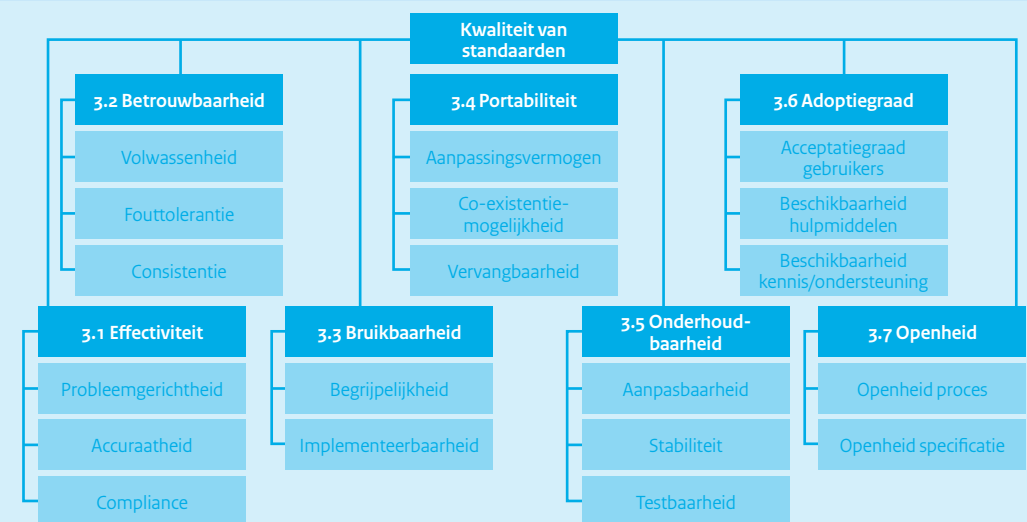 Kwaliteit van
standaarden
3.2 Betrouwbaarheid
Volwassenheid
Fouttolerantie
Consistentie
3.4 Portabiliteit
Aanpassingsvermogen
Co-existentie-
mogelijkheid
Vervangbaarheid
3.6 Adoptiegraad
Acceptatiegraad
gebruikers
Beschikbaarheid
hulpmiddelen
Beschikbaarheid
kennis/ondersteuning
3.1 Effectiviteit
Probleemgerichtheid
Accuraatheid
Compliance
3.3 Bruikbaarheid
Begrijpelijkheid
Implementeerbaarheid
3.5 Onderhoud-
baarheid
Aanpasbaarheid
Stabiliteit
Testbaarheid
3.7 Openheid
Openheid proces
Openheid specificatie